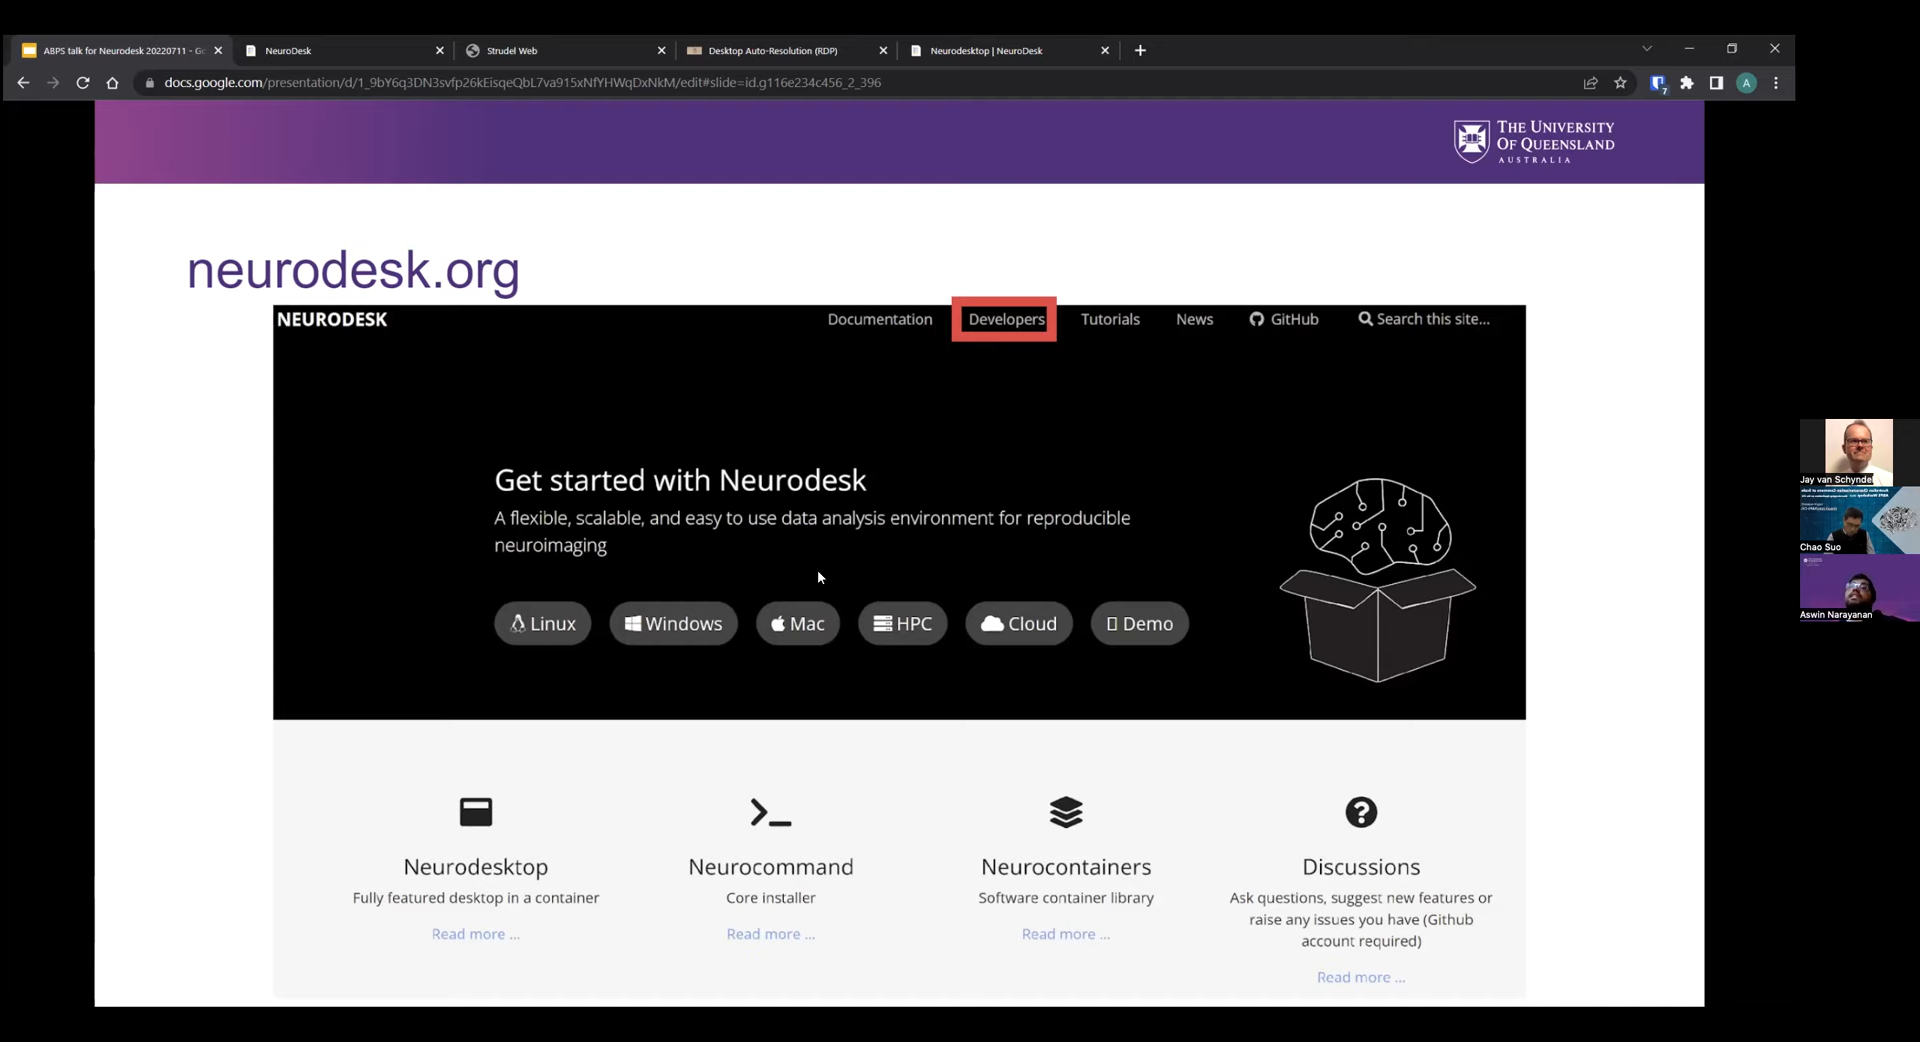 ABPS talk for Neurodesk 20220711 - Go
NeuroDesk
Strudel Web
Desktop Auto-Resolution (RDP)
Neurodesktop | NeuroDesk
docs.google.com/presentation/d/1_9bY6q3DN3svfp26kEisqeQbL7va915xNfYHWqDxNkM/edit#slide=id.g116e234c456_2_396
7
A
THE UNIVERSITY
OF QUEENSLAND
AUSTRALIA
neurodesk.org
NEURODESK
Documentation
Developers
Tutorials
News
GitHub
Search this site...
Get started with Neurodesk
A flexible, scalable, and easy to use data analysis environment for reproducible
neuroimaging
Linux
Windows
Mac
HPC
Cloud
Demo
Neurodesktop
Fully featured desktop in a container
Read more ...
Neurocommand
Core installer
Read more ...
Neurocontainers
Software container library
Read more ...
Discussions
Ask questions, suggest new features or
raise any issues you have (Github
account required)
Read more ...
Jay van Schyndel
Chao Suo
Aswin Narayanan